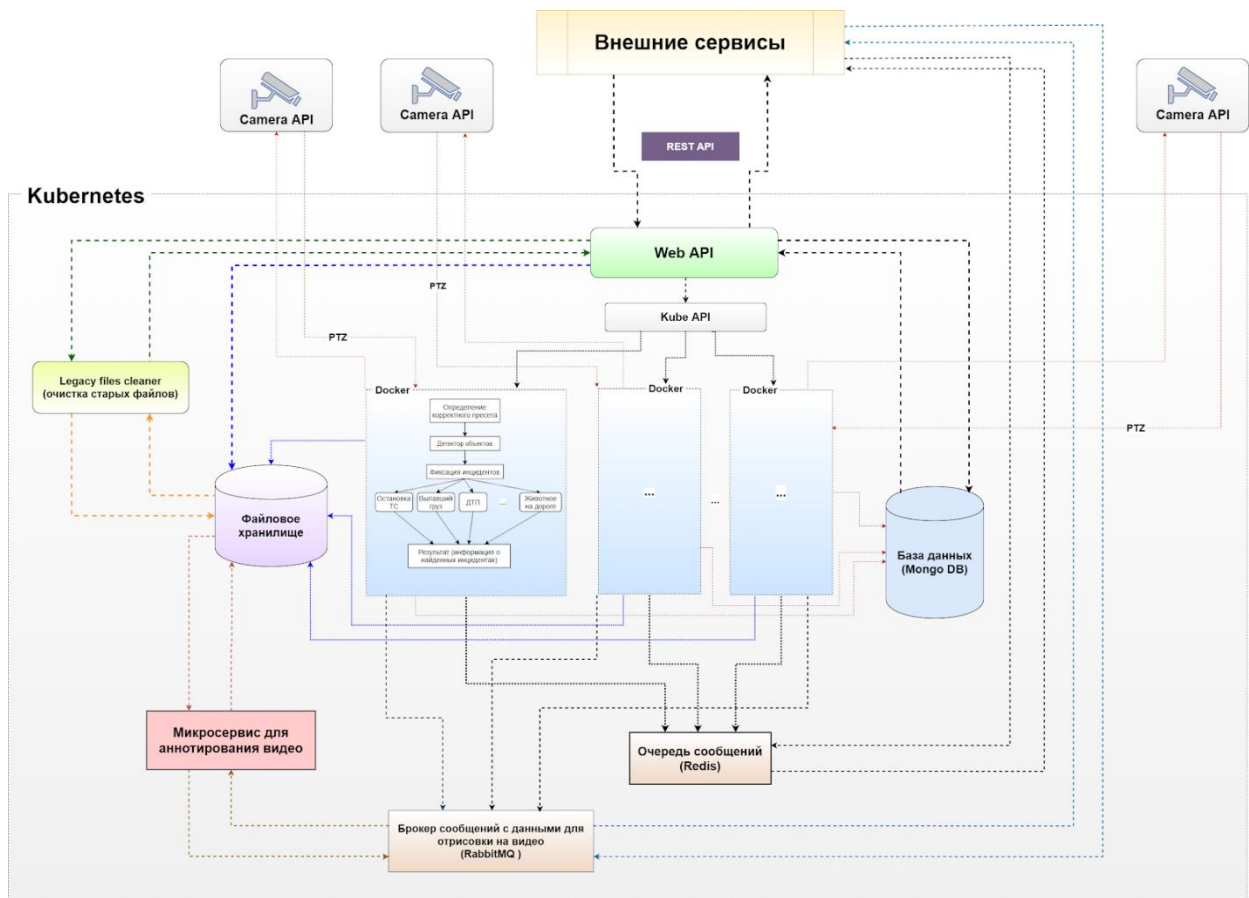 Внешние сервисы
Camera API
Camera API
Camera API
REST API
Kubernetes
Web API
PTZ
Kube API
PTZ
Legacy files cleaner
(очистка старых файлов)
Docker
Docker
Docker
Определение
корректного пресета
PTZ
Детектор объектов
Фиксация инцидентов
Остановка
ТС
Выпавший
груз
ДТП
...
Животное
на дороге
...
...
...
Файловое
хранилище
Результат (информация о
найденных инцидентах)
База данных
(Mongo DB)
Микросервис для
аннотирования видео
Очередь сообщений
(Redis)
Брокер сообщений с данными для
отрисовки на видео
(RabbitMQ )